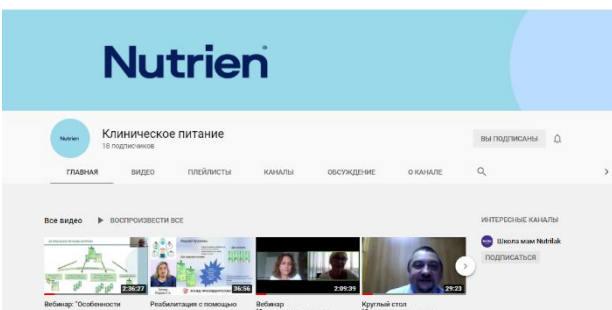 Nutrien
Nutrien
Клиническое питание
18 подписчиков
ВЫ ПОДПИСАНЫ
ГЛАВНАЯ ВИДЕО ПЛЕЙЛИСТЫ КАНАЛЫ ОБСУЖДЕНИЕ О КАНАЛЕ
Все видео ВОСПРОИЗВЕСТИ ВСЕ
ИНТЕРЕСНЫЕ КАНАЛЫ
Школа мам Nutrilak
ПОДПИСАТЬСЯ
2:36:27 36:56 2:09:39 29:23
Вебинар: "Особенности Реабилитация с помощью Вебинар Круглый стол